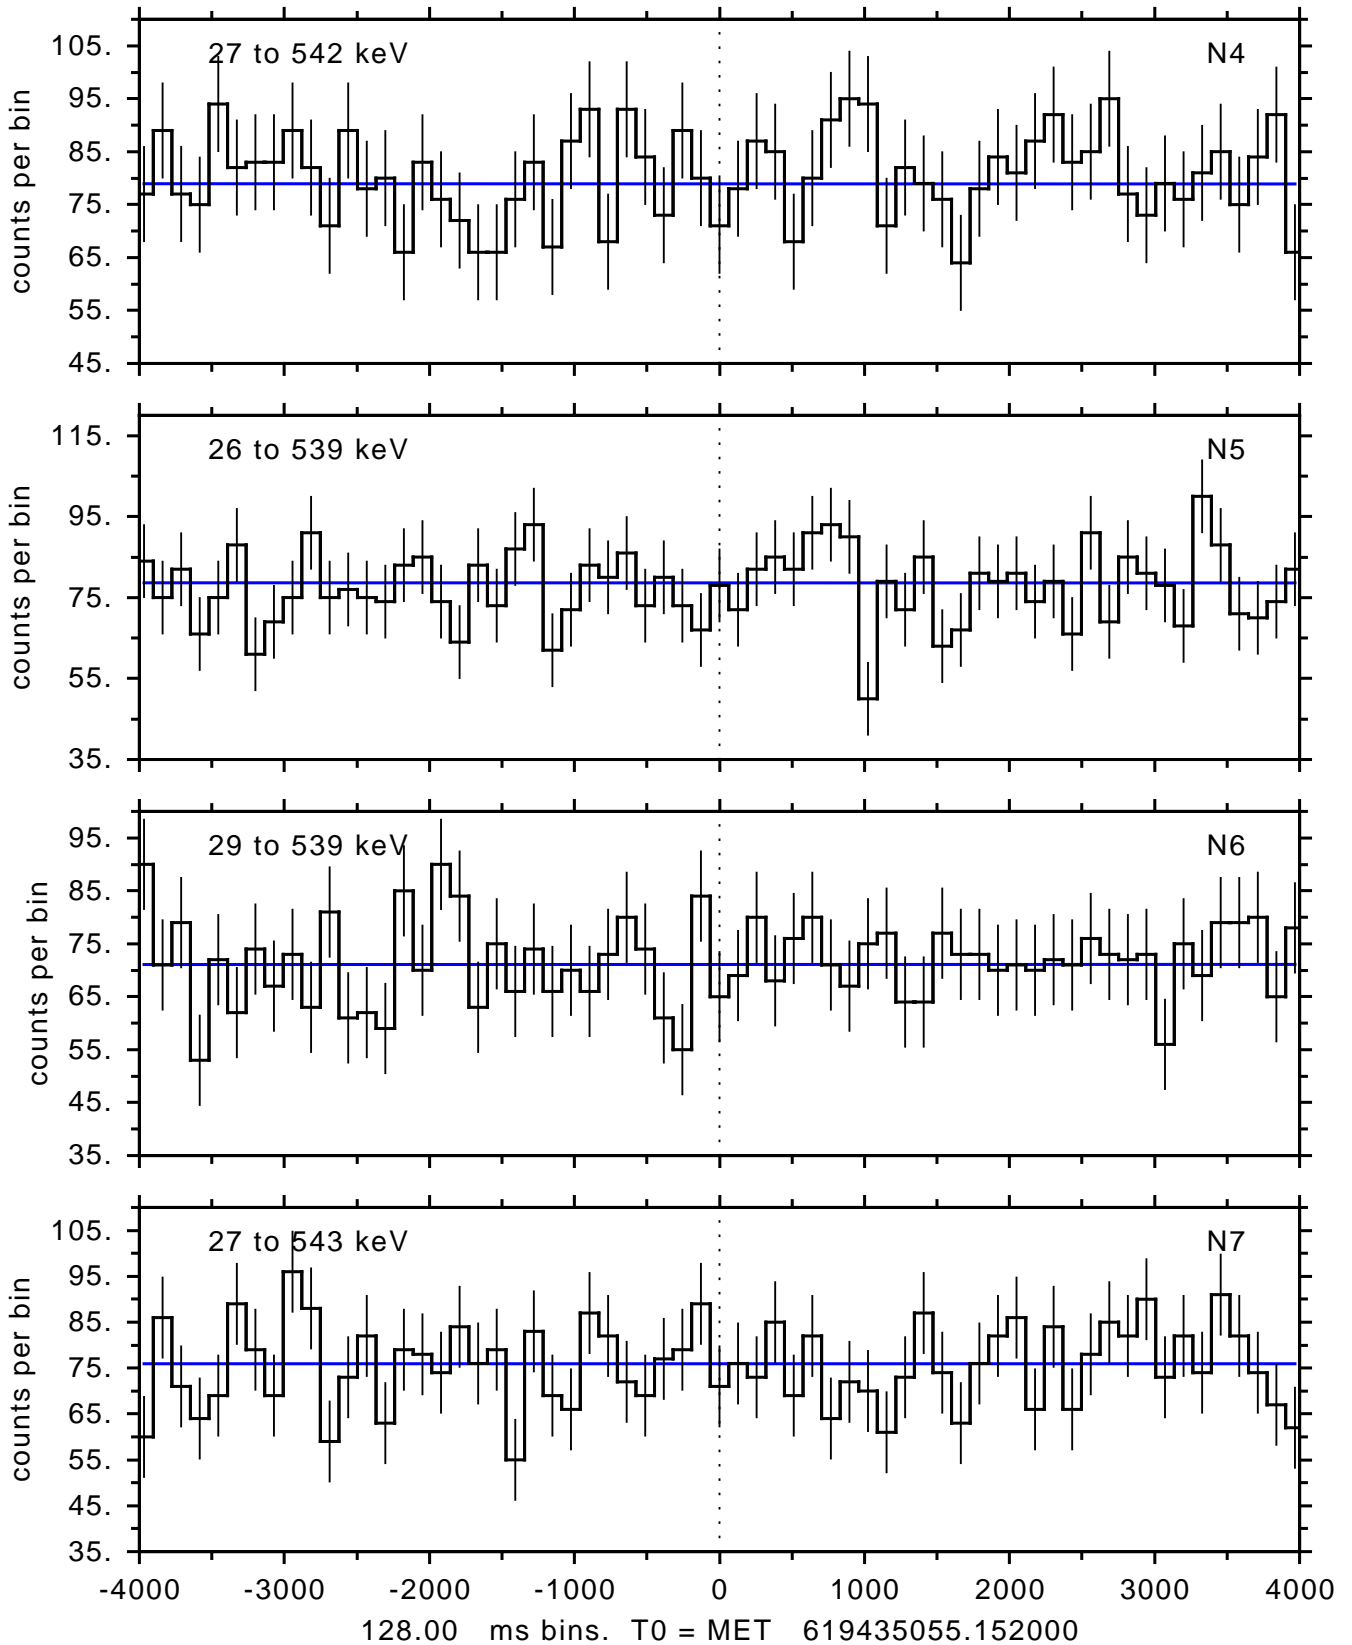 27 to 542 keV N4
105.
95.
85.
75.
65.
55.
45.
counts per bin
26 to 539 keV N5
115.
95.
75.
55.
35.
counts per bin
29 to 539 keV N6
95.
85.
75.
65.
55.
45.
35.
counts per bin
27 to 543 keV N7
105.
95.
85.
75.
65.
55.
45.
35.
counts per bin
-4000 -3000 -2000 -1000 0 1000 2000 3000 4000
128.00 ms bins. T0 = MET 619435055.152000